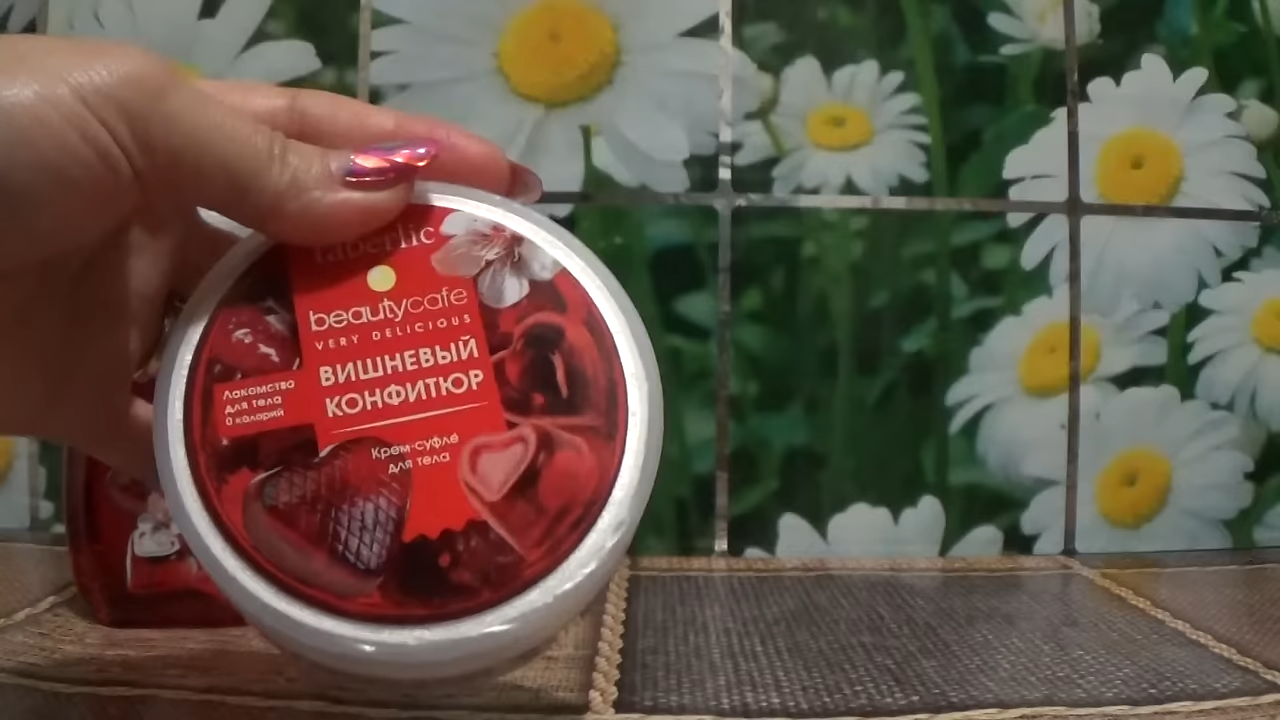 faberlic
beautycafe
VERY DELICIOUS
ВИШНЕВЫЙ
КОНФИТЮР
Лакомство
для тела
0 калорий
Крем-суфле
для тела